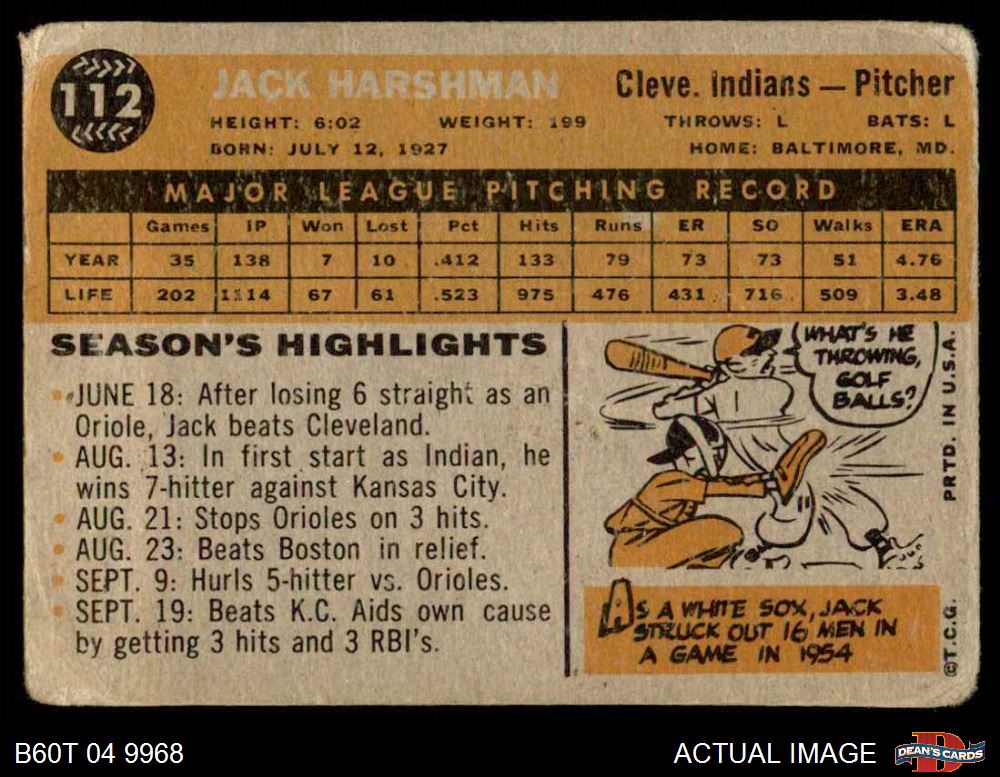 112
JACK HARSHMAN
Cleve. Indians — Pitcher
HEIGHT: 6:02 WEIGHT: 199 THROWS: L BATS: L
BORN: JULY 12, 1927 HOME: BALTIMORE, MD.
MAJOR LEAGUE PITCHING RECORD
Games IP Won Lost Pct Hits Runs ER SO Walks ERA
YEAR 35 138 7 10 .412 133 79 73 73 51 4.76
LIFE 202 1114 67 61 .523 975 476 431 716 509 3.48
SEASON'S HIGHLIGHTS
• JUNE 18: After losing 6 straight as an
Oriole, Jack beats Cleveland.
• AUG. 13: In first start as Indian, he
wins 7-hitter against Kansas City.
• AUG. 21: Stops Orioles on 3 hits.
• AUG. 23: Beats Boston in relief.
• SEPT. 9: Hurls 5-hitter vs. Orioles.
• SEPT. 19: Beats K.C. Aids own cause
by getting 3 hits and 3 RBI's.
WHAT'S HE
THROWING,
GOLF
BALLS?
AS A WHITE SOX, JACK
STRUCK OUT 16 MEN IN
A GAME IN 1954
PRTD. IN U.S.A.
©T.C.G.
B60T 04 9968
ACTUAL IMAGE
DEAN'S CARDS